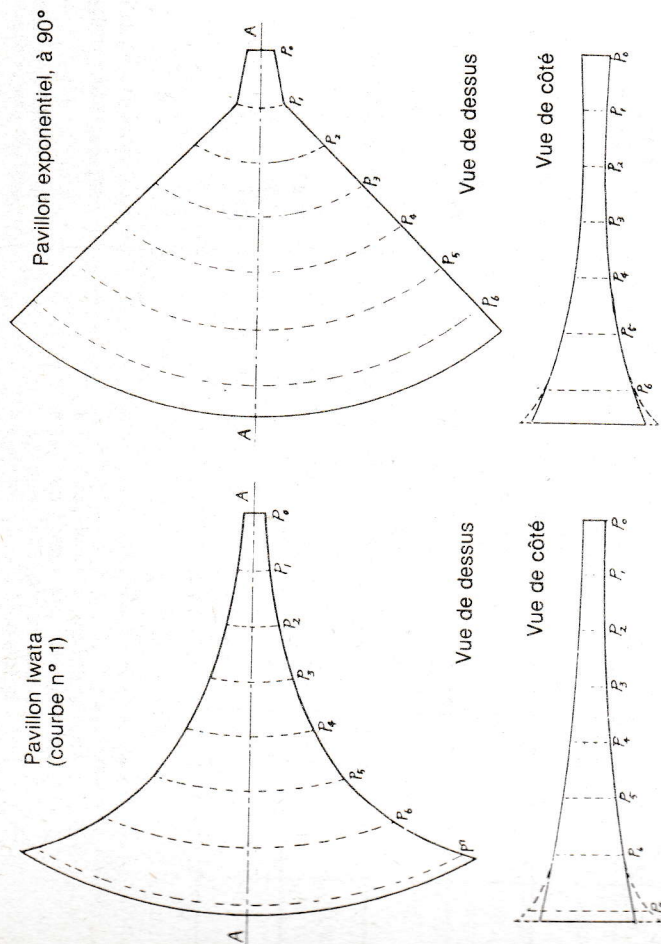 Pavillon Iwata
(courbe n° 1)
A
A
P'
P₆
P₅
P₄
P₃
P₂
P₁
P₀
Vue de dessus
Vue de côté
P₆
P₅
P₄
P₃
P₂
P₁
P₀
Pavillon exponentiel, à 90°
A
A
P₆
P₅
P₄
P₃
P₂
P₁
P₀
Vue de dessus
Vue de côté
P₆
P₅
P₄
P₃
P₂
P₁
P₀